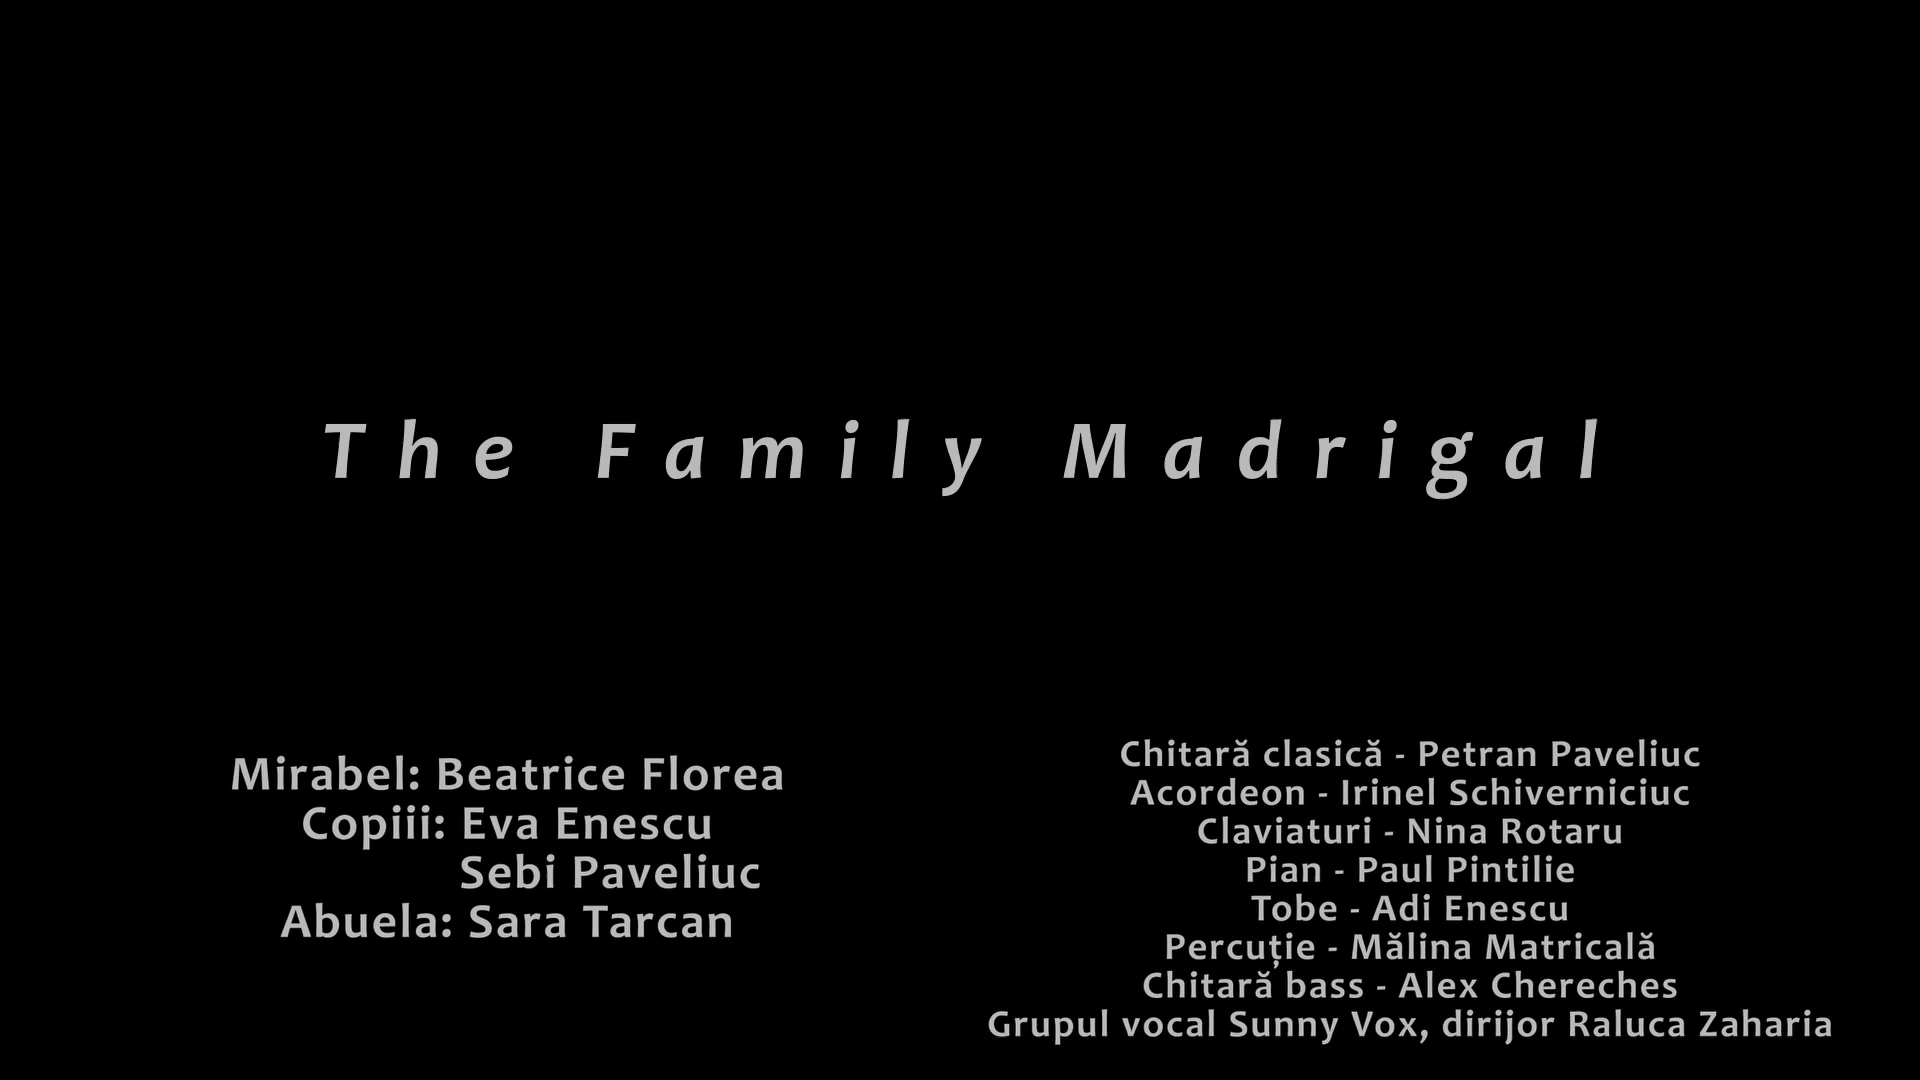 The Family Madrigal
Mirabel: Beatrice Florea
Copiii: Eva Enescu
Sebi Paveliuc
Abuela: Sara Tarcan
Chitară clasică - Petran Paveliuc
Acordeon - Irinel Schiverniciuc
Claviaturi - Nina Rotaru
Pian - Paul Pintilie
Tobe - Adi Enescu
Percuție - Mălina Matricală
Chitară bass - Alex Chereches
Grupul vocal Sunny Vox, dirijor Raluca Zaharia